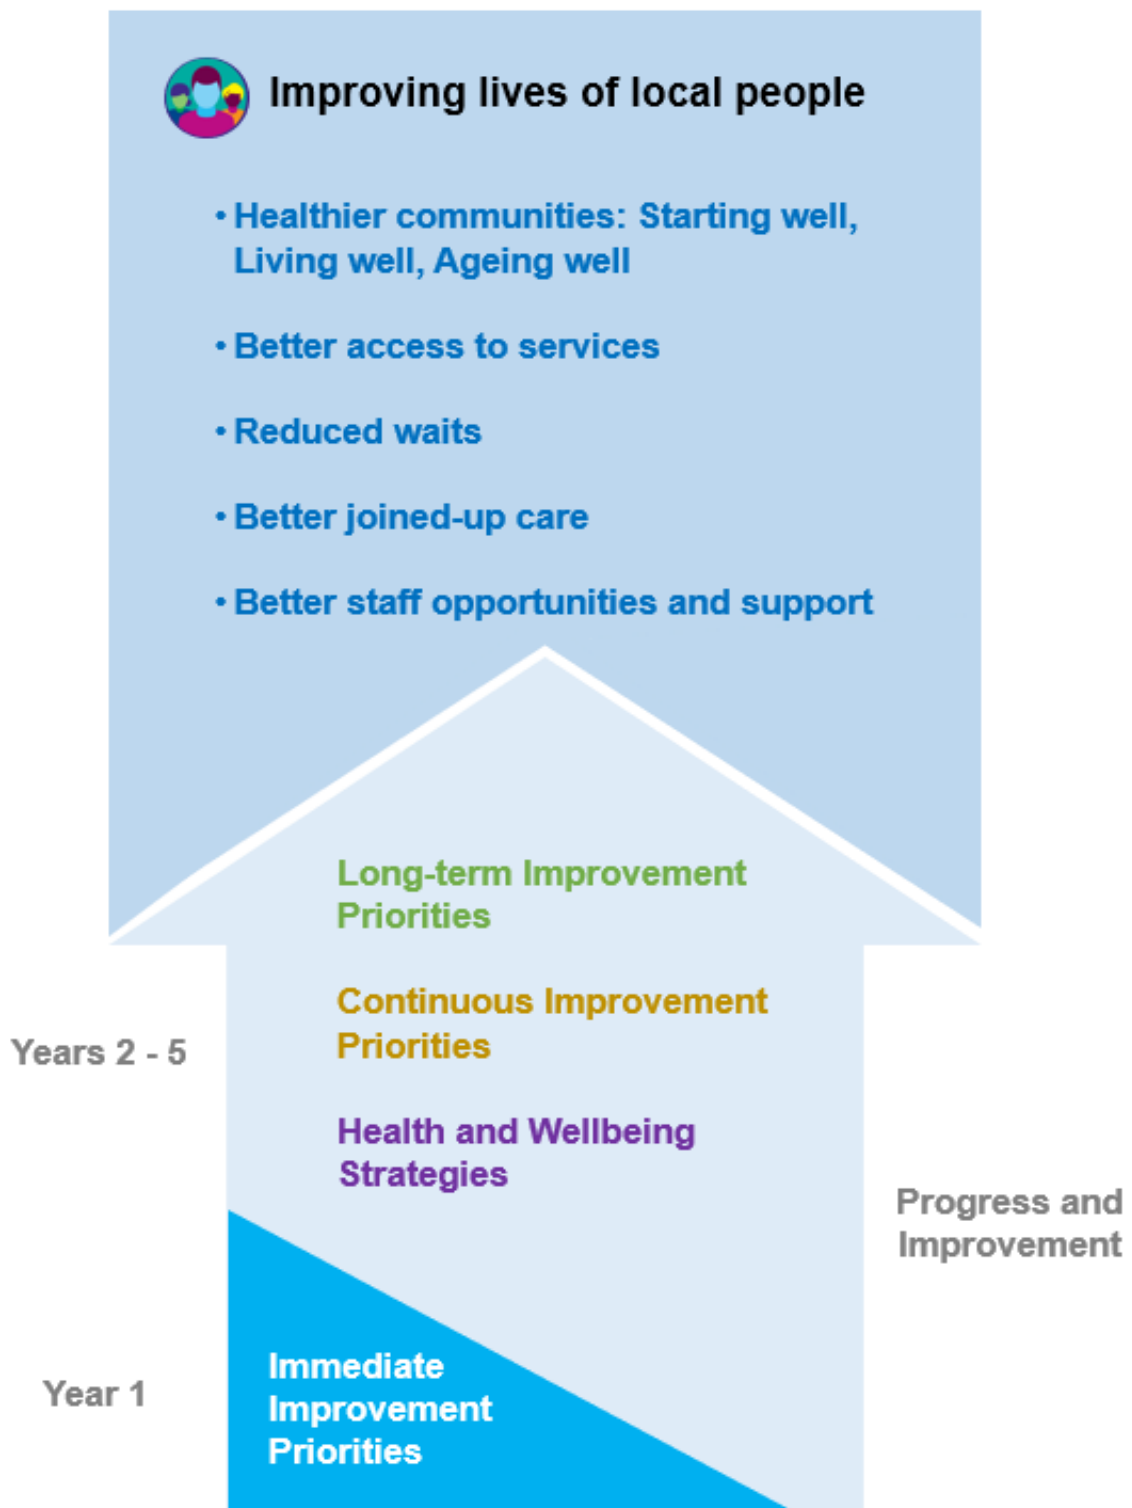 Improving lives of local people
• Healthier communities: Starting well,
Living well, Ageing well
• Better access to services
• Reduced waits
• Better joined-up care
• Better staff opportunities and support
Long-term Improvement
Priorities
Continuous Improvement
Priorities
Years 2 - 5
Health and Wellbeing
Strategies
Progress and
Improvement
Immediate
Improvement
Priorities
Year 1